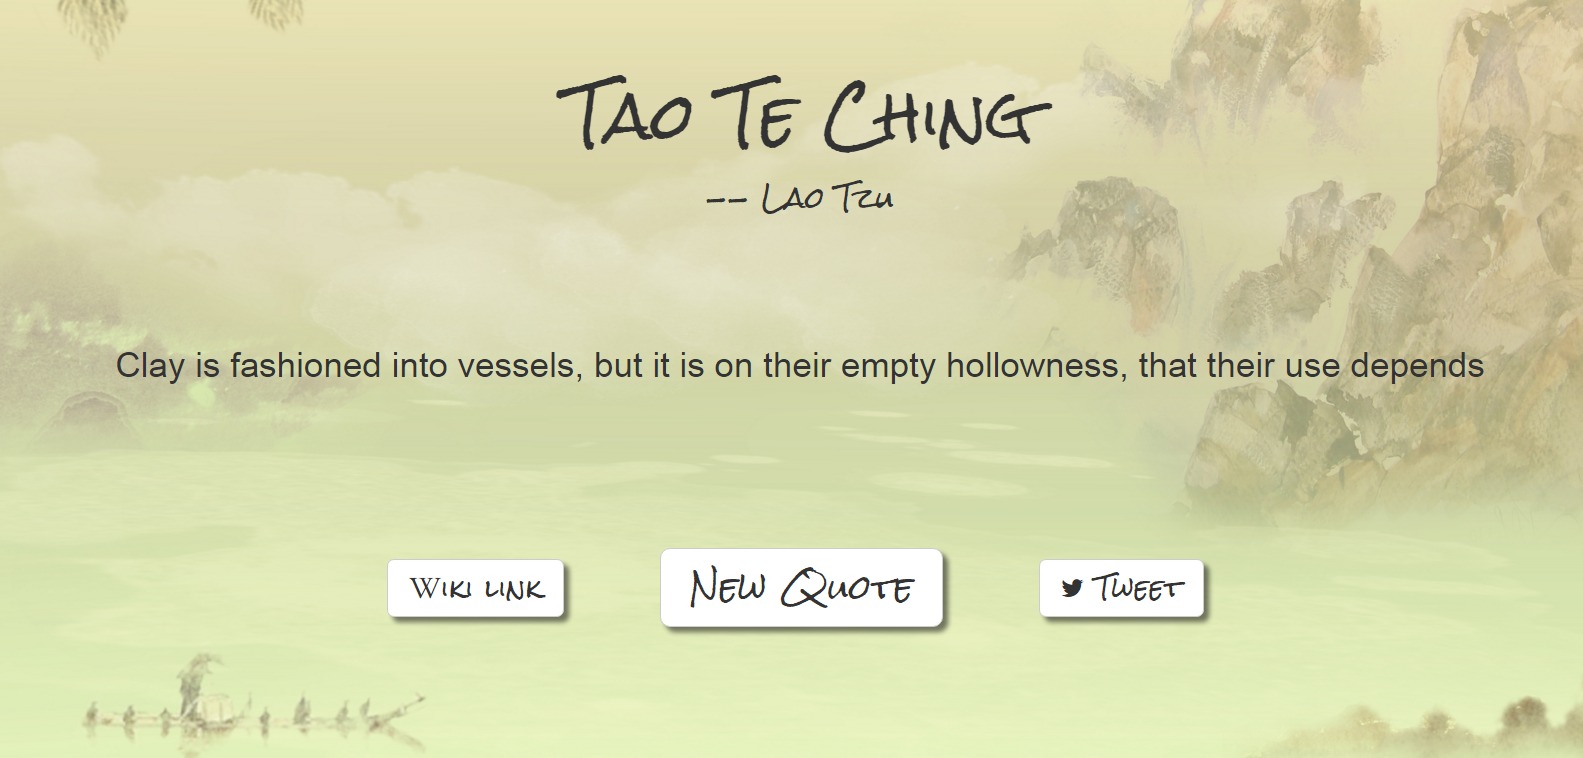 Tao Te Ching
-- Lao Tzu
Clay is fashioned into vessels, but it is on their empty hollowness, that their use depends
Wiki link
New Quote
Tweet